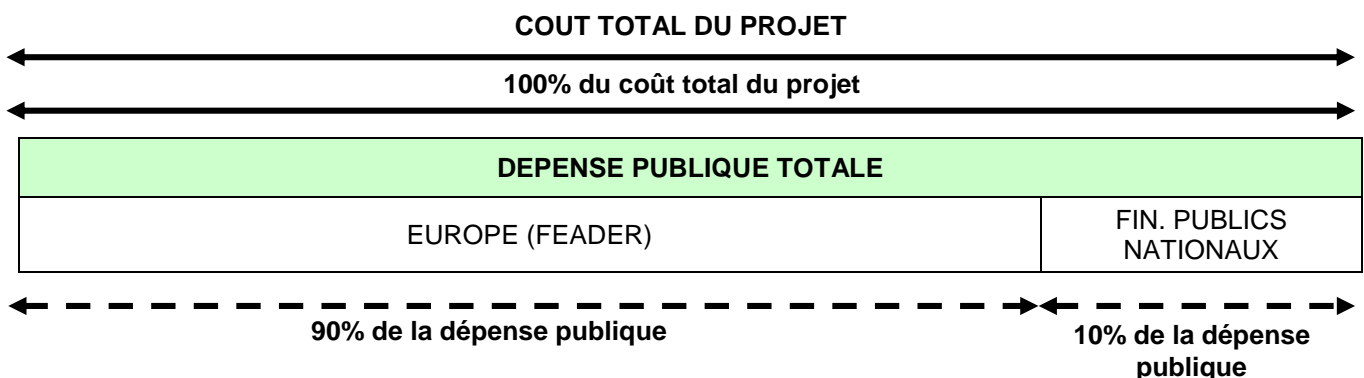 COUT TOTAL DU PROJET
100% du coût total du projet
DEPENSE PUBLIQUE TOTALE
EUROPE (FEADER)
FIN. PUBLICS
NATIONAUX
90% de la dépense publique
10% de la dépense
publique